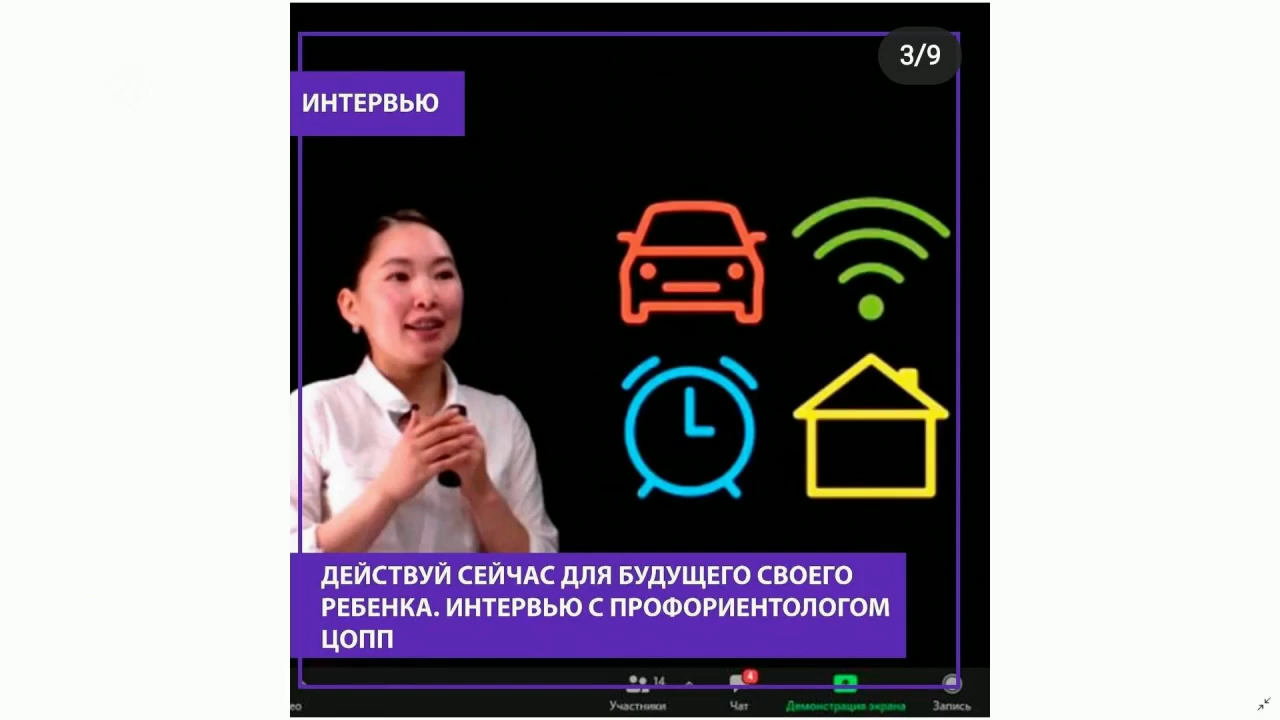 3/9
ИНТЕРВЬЮ
ДЕЙСТВУЙ СЕЙЧАС ДЛЯ БУДУЩЕГО СВОЕГО
РЕБЕНКА. ИНТЕРВЬЮ С ПРОФОРИЕНТОЛОГОМ
ЦОПП
14
4
ео
Участники
Чат
Демонстрация экрана
Запись